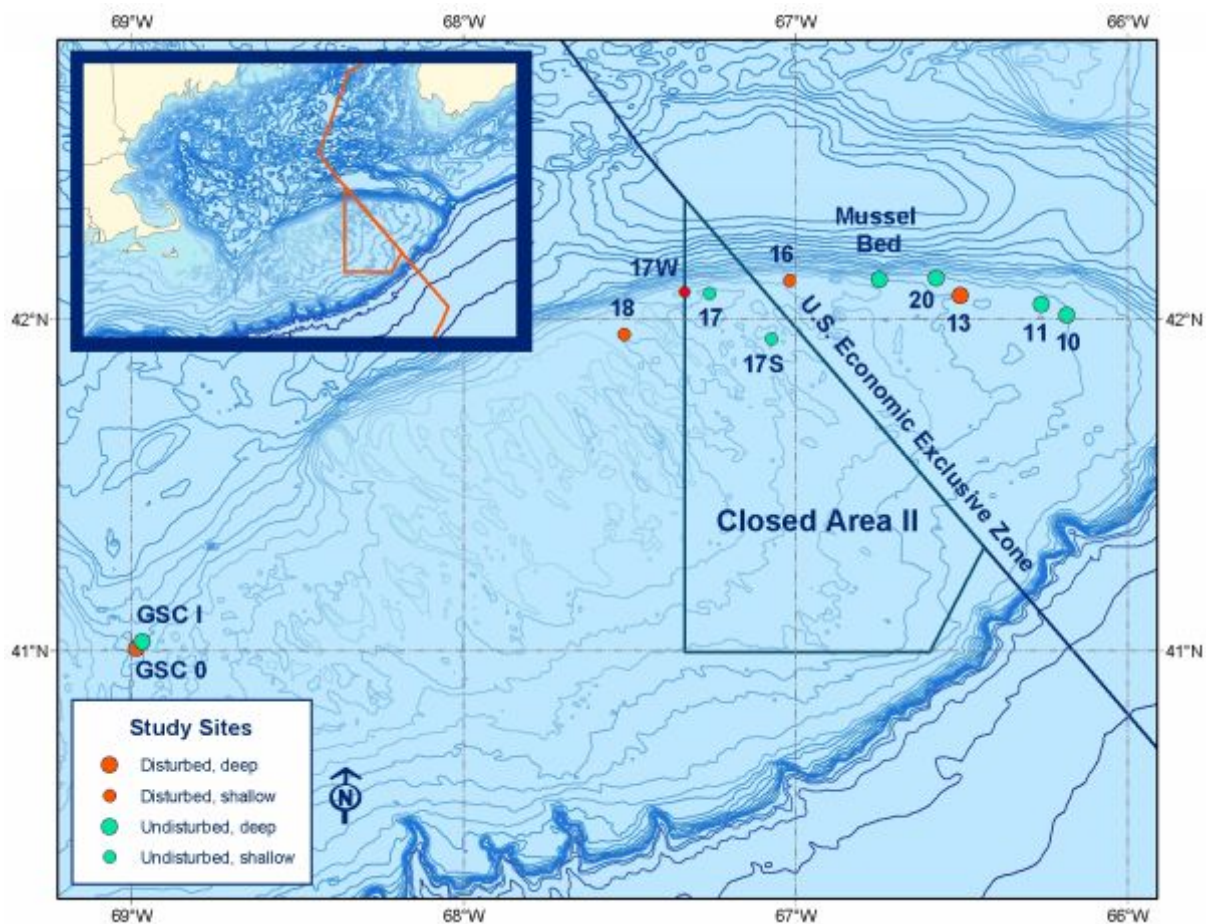 69°W 68°W 67°W 66°W
Mussel
Bed
17W 16
18 17 20 13 11 10
42°N 42°N
17S
U.S. Economic Exclusive Zone
Closed Area II
GSC I
41°N 41°N
GSC 0
Study Sites
Disturbed, deep
Disturbed, shallow
Undisturbed, deep
Undisturbed, shallow
N
69°W 68°W 67°W 66°W